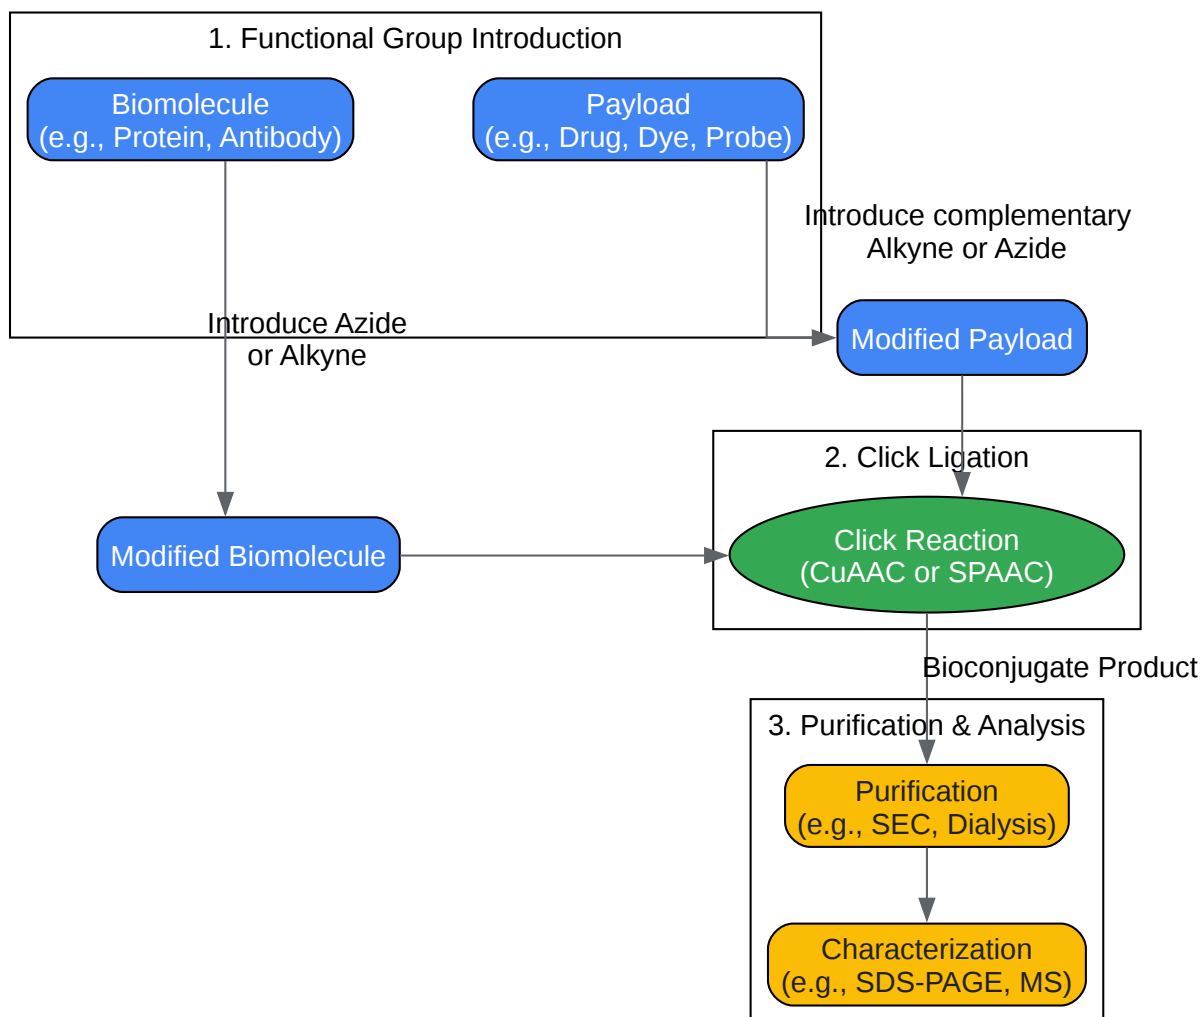 1. Functional Group Introduction
Biomolecule
(e.g., Protein, Antibody)
Payload
(e.g., Drug, Dye, Probe)
Introduce complementary
Alkyne or Azide
Introduce Azide
or Alkyne
Modified Payload
2. Click Ligation
Modified Biomolecule
Click Reaction
(CuAAC or SPAAC)
Bioconjugate Product
3. Purification & Analysis
Purification
(e.g., SEC, Dialysis)
Characterization
(e.g., SDS-PAGE, MS)